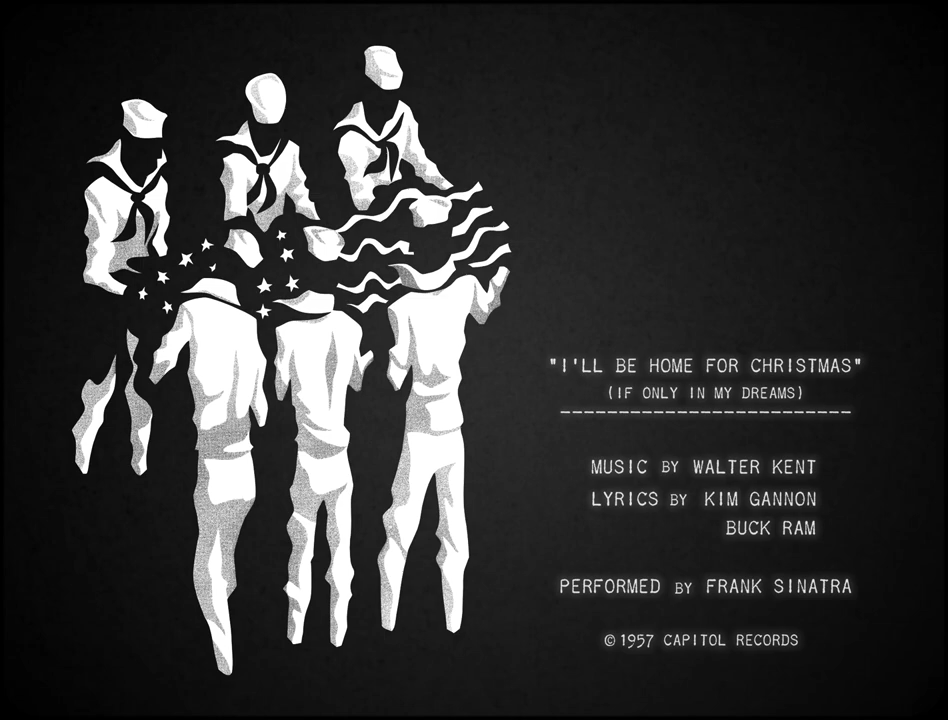 "I'LL BE HOME FOR CHRISTMAS"
(IF ONLY IN MY DREAMS)
MUSIC BY WALTER KENT
LYRICS BY KIM GANNON
BUCK RAM
PERFORMED BY FRANK SINATRA
© 1957 CAPITOL RECORDS